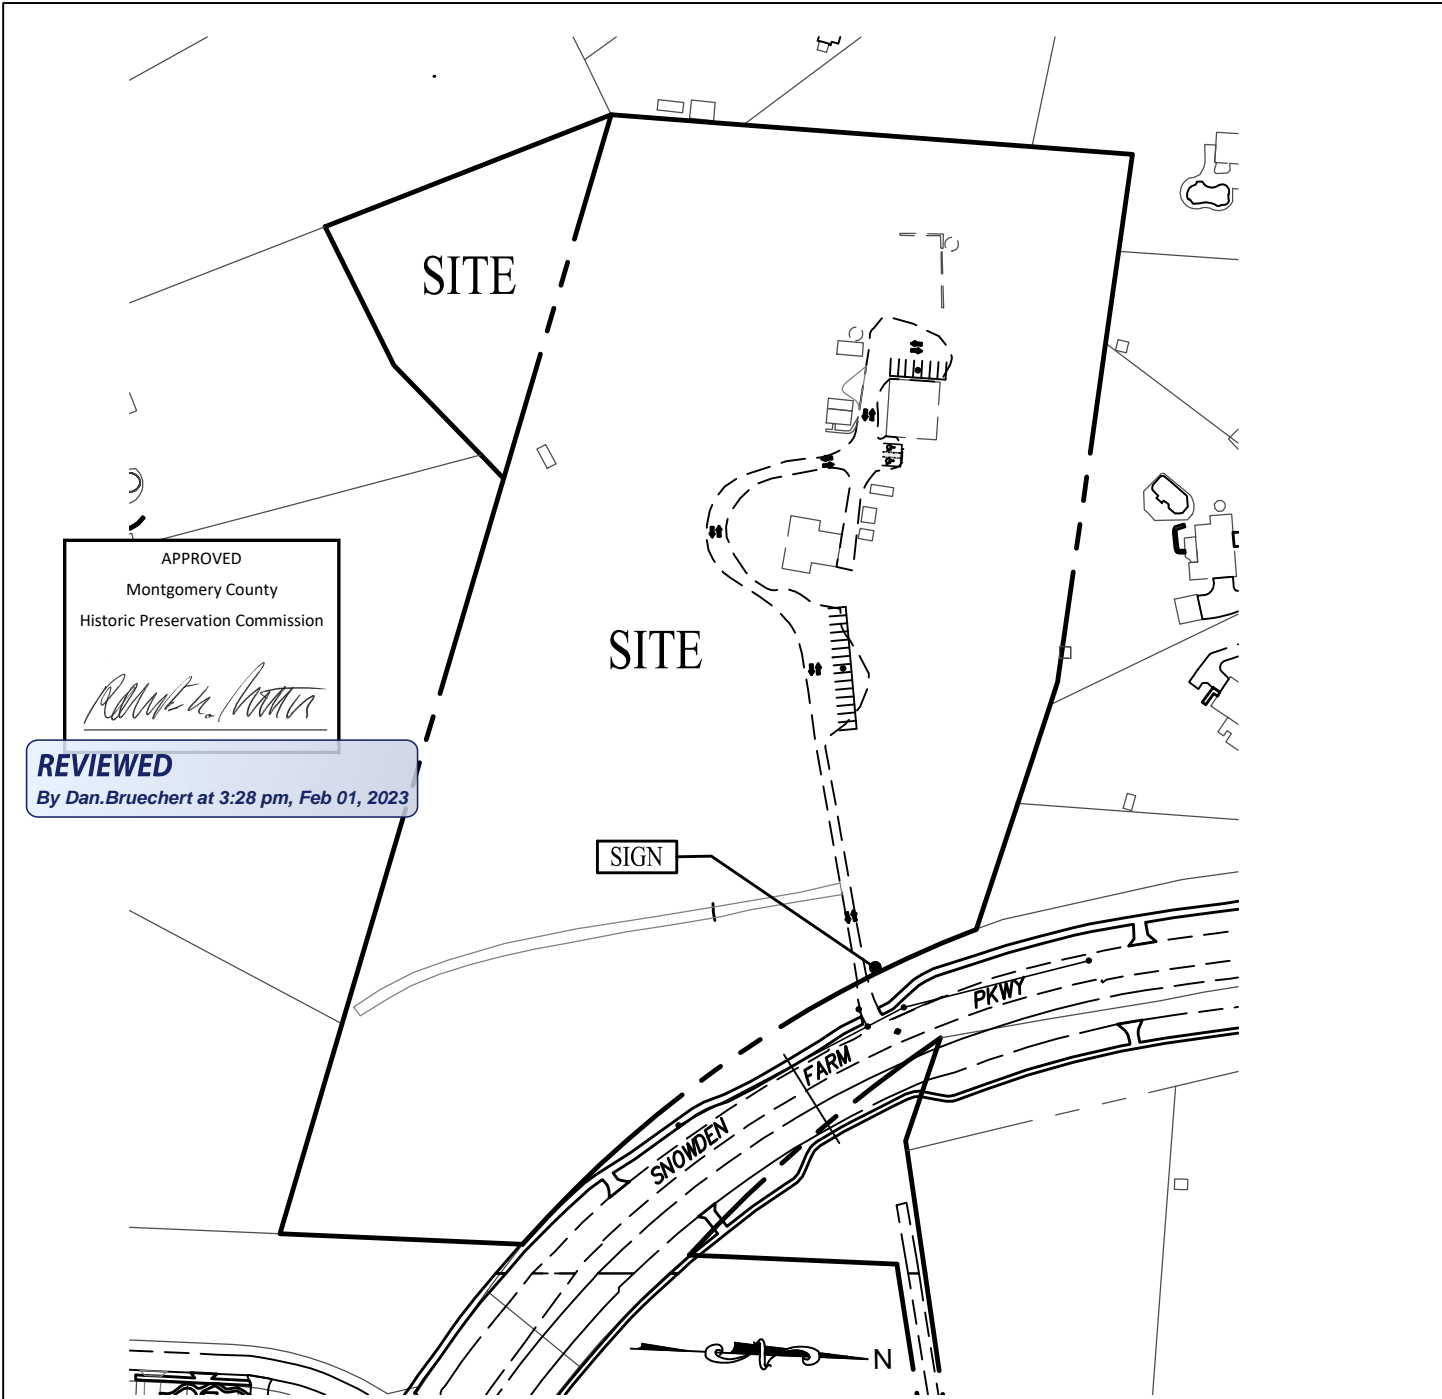 SITE
APPROVED
Montgomery County
Historic Preservation Commission
REVIEWED
By Dan.Bruechert at 3:28 pm, Feb 01, 2023
SITE
SIGN
SNOWDEN FARM PKWY
N